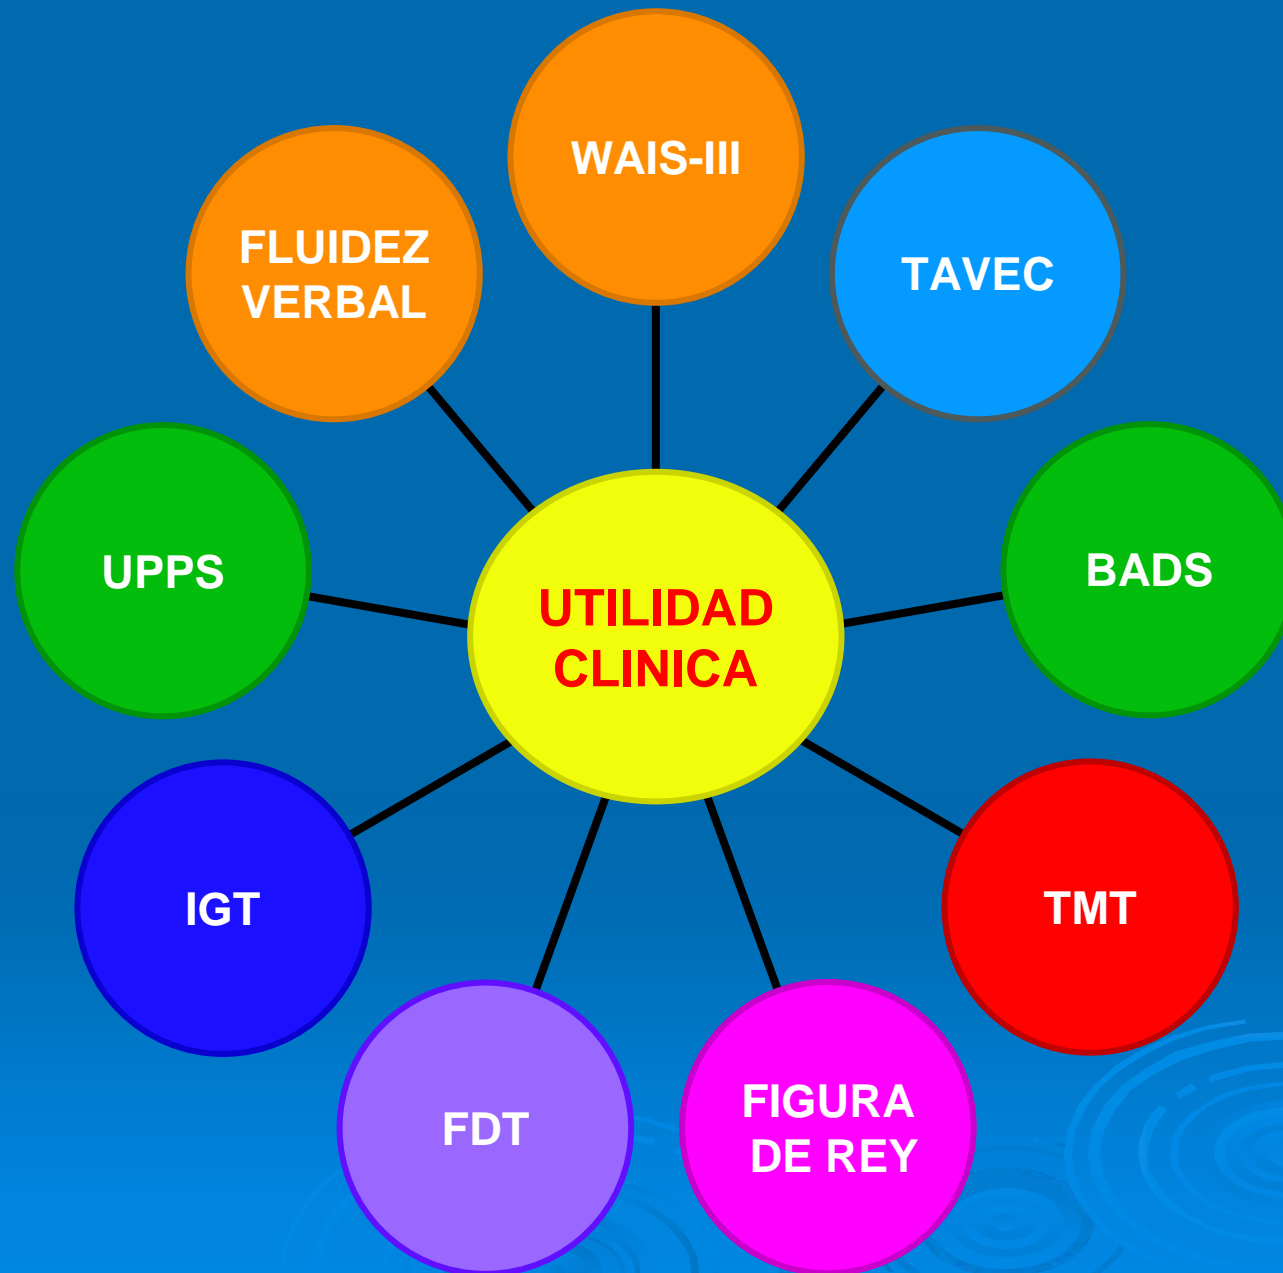 WAIS-III
FLUIDEZ
VERBAL
TAVEC
UPPS
BADS
UTILIDAD
CLINICA
IGT
TMT
FDT
FIGURA
DE REY